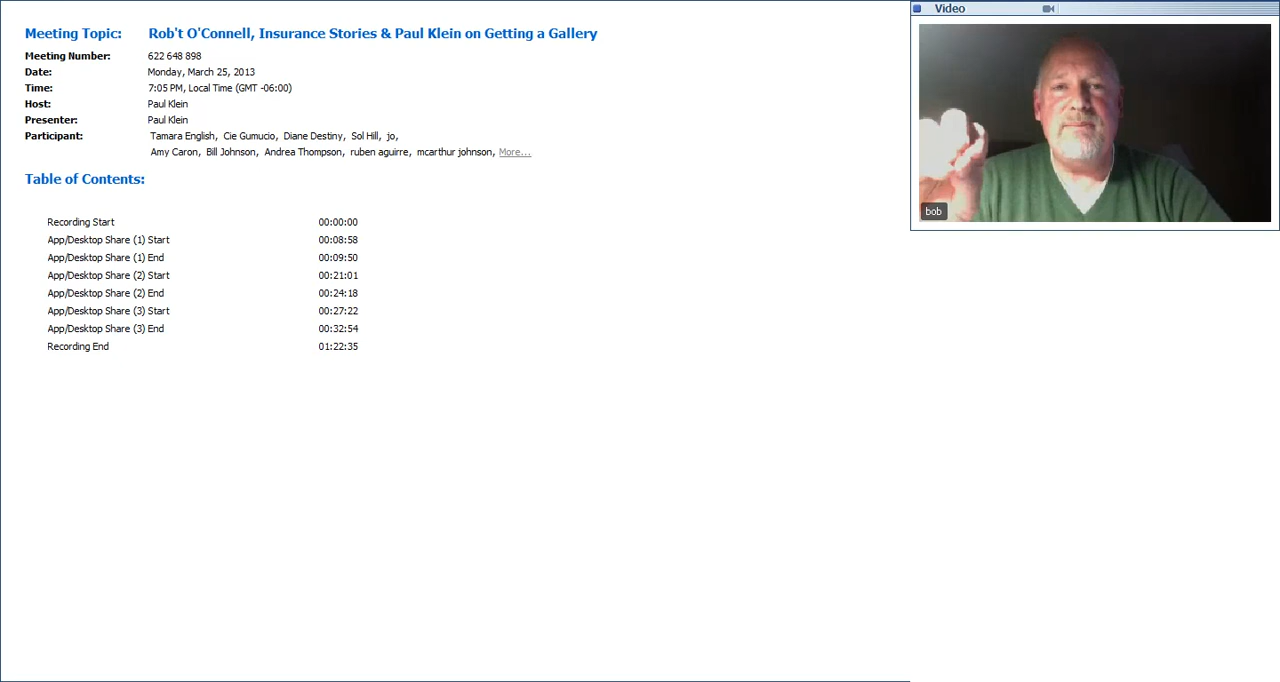 Meeting Topic: Rob't O'Connell, Insurance Stories & Paul Klein on Getting a Gallery
Meeting Number: 622 648 898
Date: Monday, March 25, 2013
Time: 7:05 PM, Local Time (GMT -06:00)
Host: Paul Klein
Presenter: Paul Klein
Participant: Tamara English, Cie Gumucio, Diane Destiny, Sol Hill, jo,
Amy Caron, Bill Johnson, Andrea Thompson, ruben aguirre, mcarthur johnson, More...
Table of Contents:
Recording Start 00:00:00
App/Desktop Share (1) Start 00:08:58
App/Desktop Share (1) End 00:09:50
App/Desktop Share (2) Start 00:21:01
App/Desktop Share (2) End 00:24:18
App/Desktop Share (3) Start 00:27:22
App/Desktop Share (3) End 00:32:54
Recording End 01:22:35
Video
bob